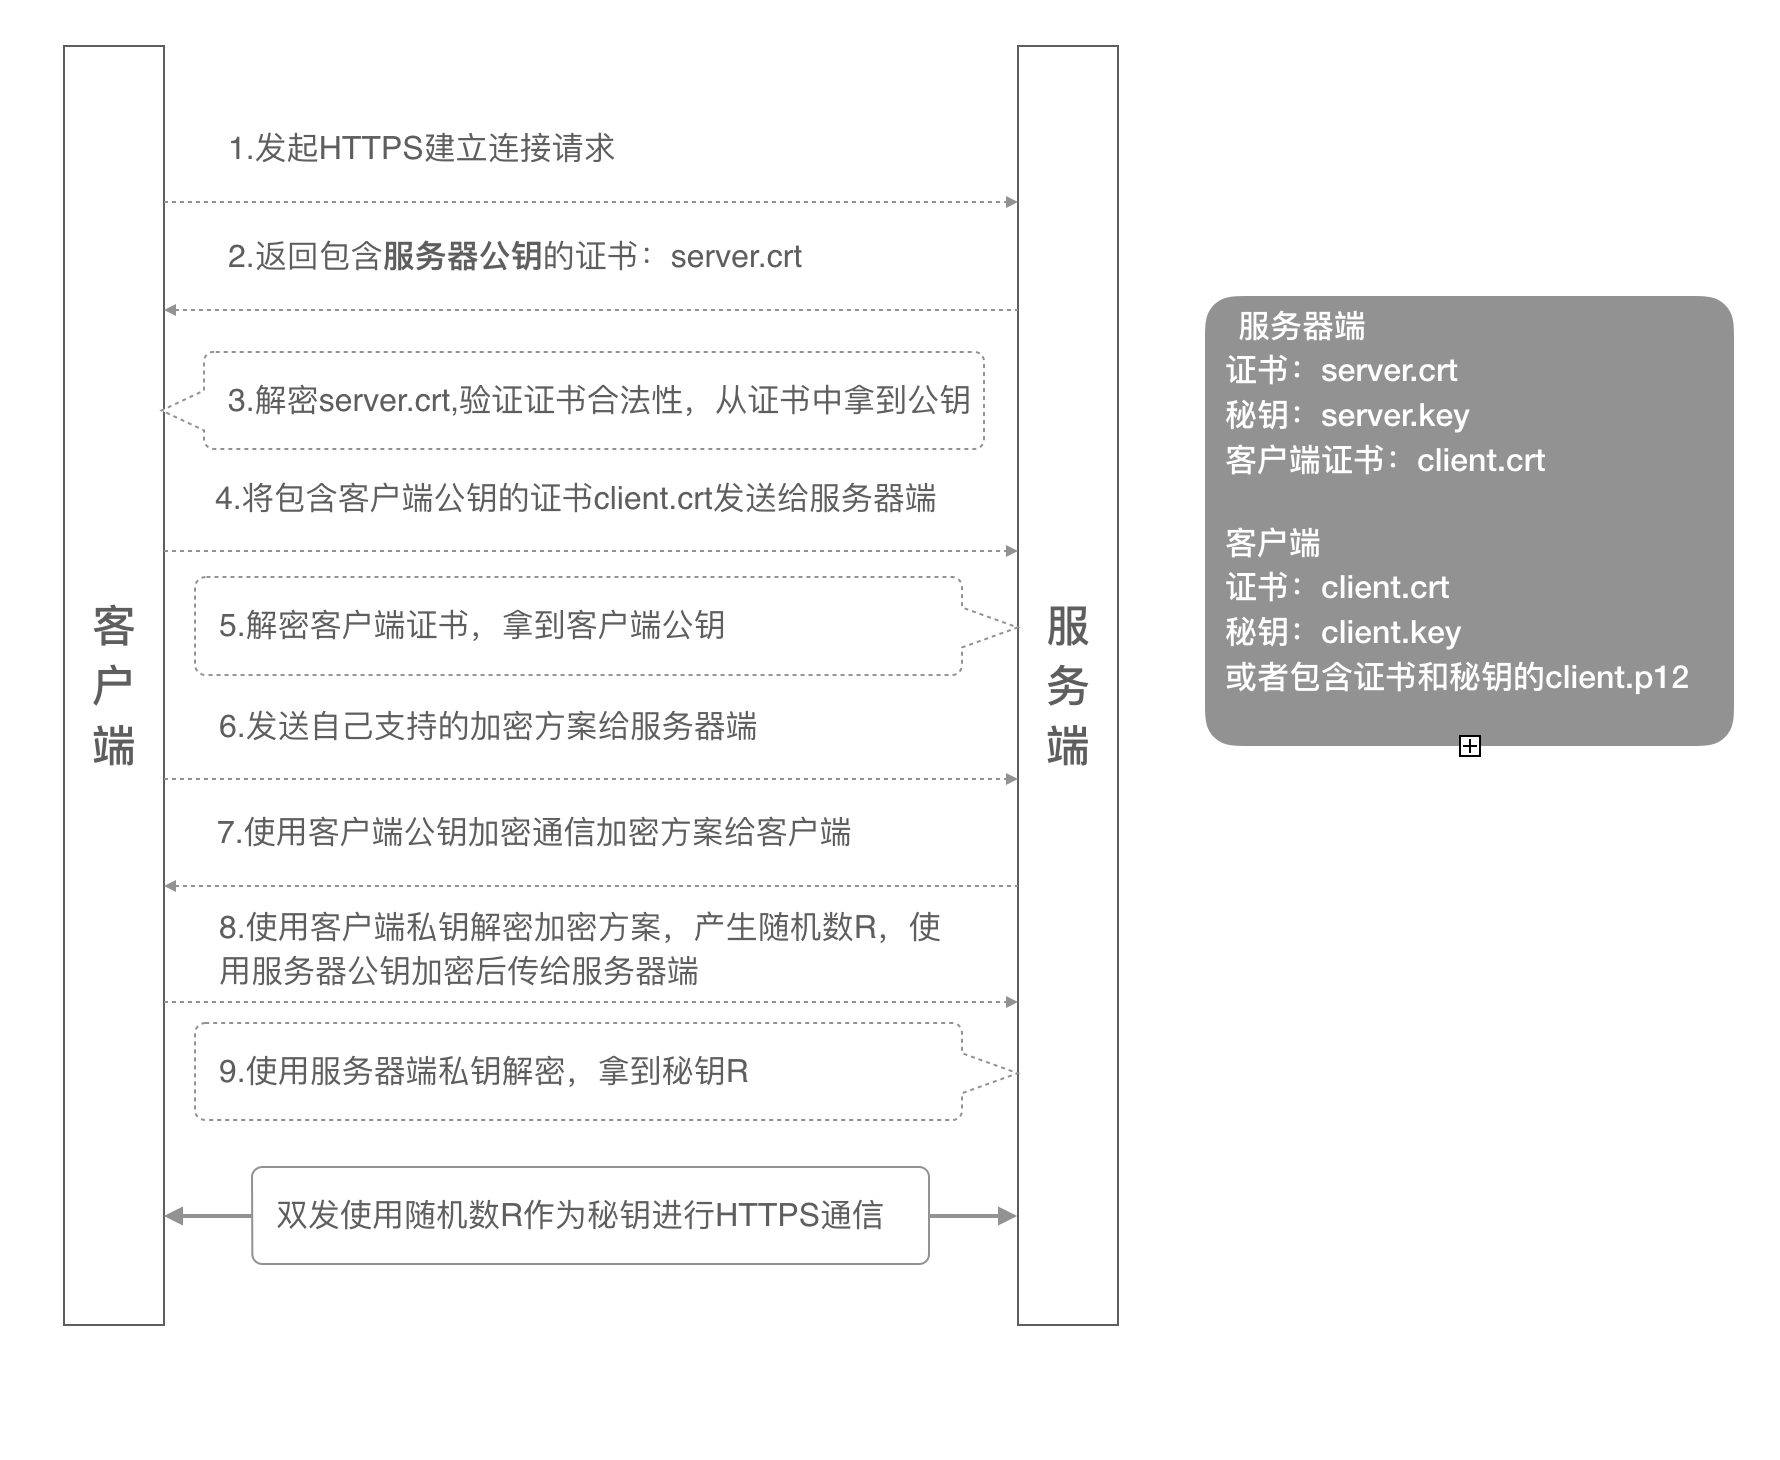 1.发起HTTPS建立连接请求
2.返回包含服务器公钥的证书：server.crt
3.解密server.crt,验证证书合法性，从证书中拿到公钥
4.将包含客户端公钥的证书client.crt发送给服务器端
5.解密客户端证书，拿到客户端公钥
6.发送自己支持的加密方案给服务器端
7.使用客户端公钥加密通信加密方案给客户端
8.使用客户端私钥解密加密方案，产生随机数R，使
用服务器公钥加密后传给服务器端
9.使用服务器端私钥解密，拿到秘钥R
双发使用随机数R作为秘钥进行HTTPS通信
客
户
端
服
务
端
服务器端
证书：server.crt
秘钥：server.key
客户端证书：client.crt
客户端
证书：client.crt
秘钥：client.key
或者包含证书和秘钥的client.p12